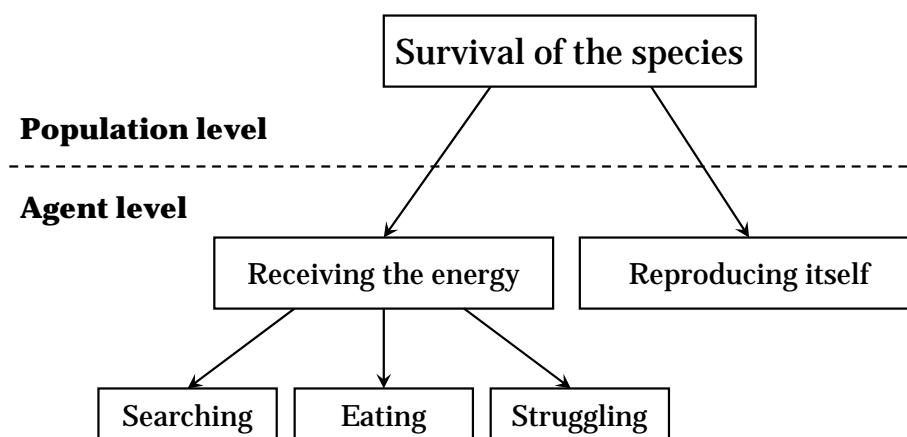 Survival of the species
Population level
Agent level
Receiving the energy
Reproducing itself
Searching
Eating
Struggling